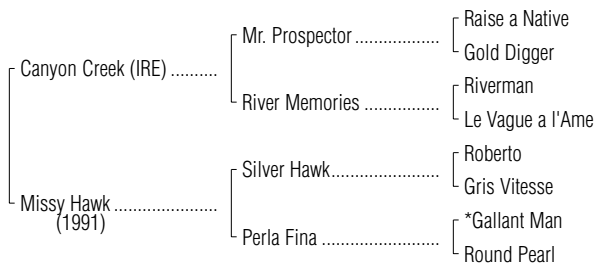 Raise a Native
Mr. Prospector ..................
Gold Digger
Canyon Creek (IRE) ..........
Riverman
River Memories ................
Le Vague a l'Ame
Roberto
Silver Hawk.......................
Gris Vitesse
Missy Hawk ......................
(1991)
*Gallant Man
Perla Fina .........................
Round Pearl